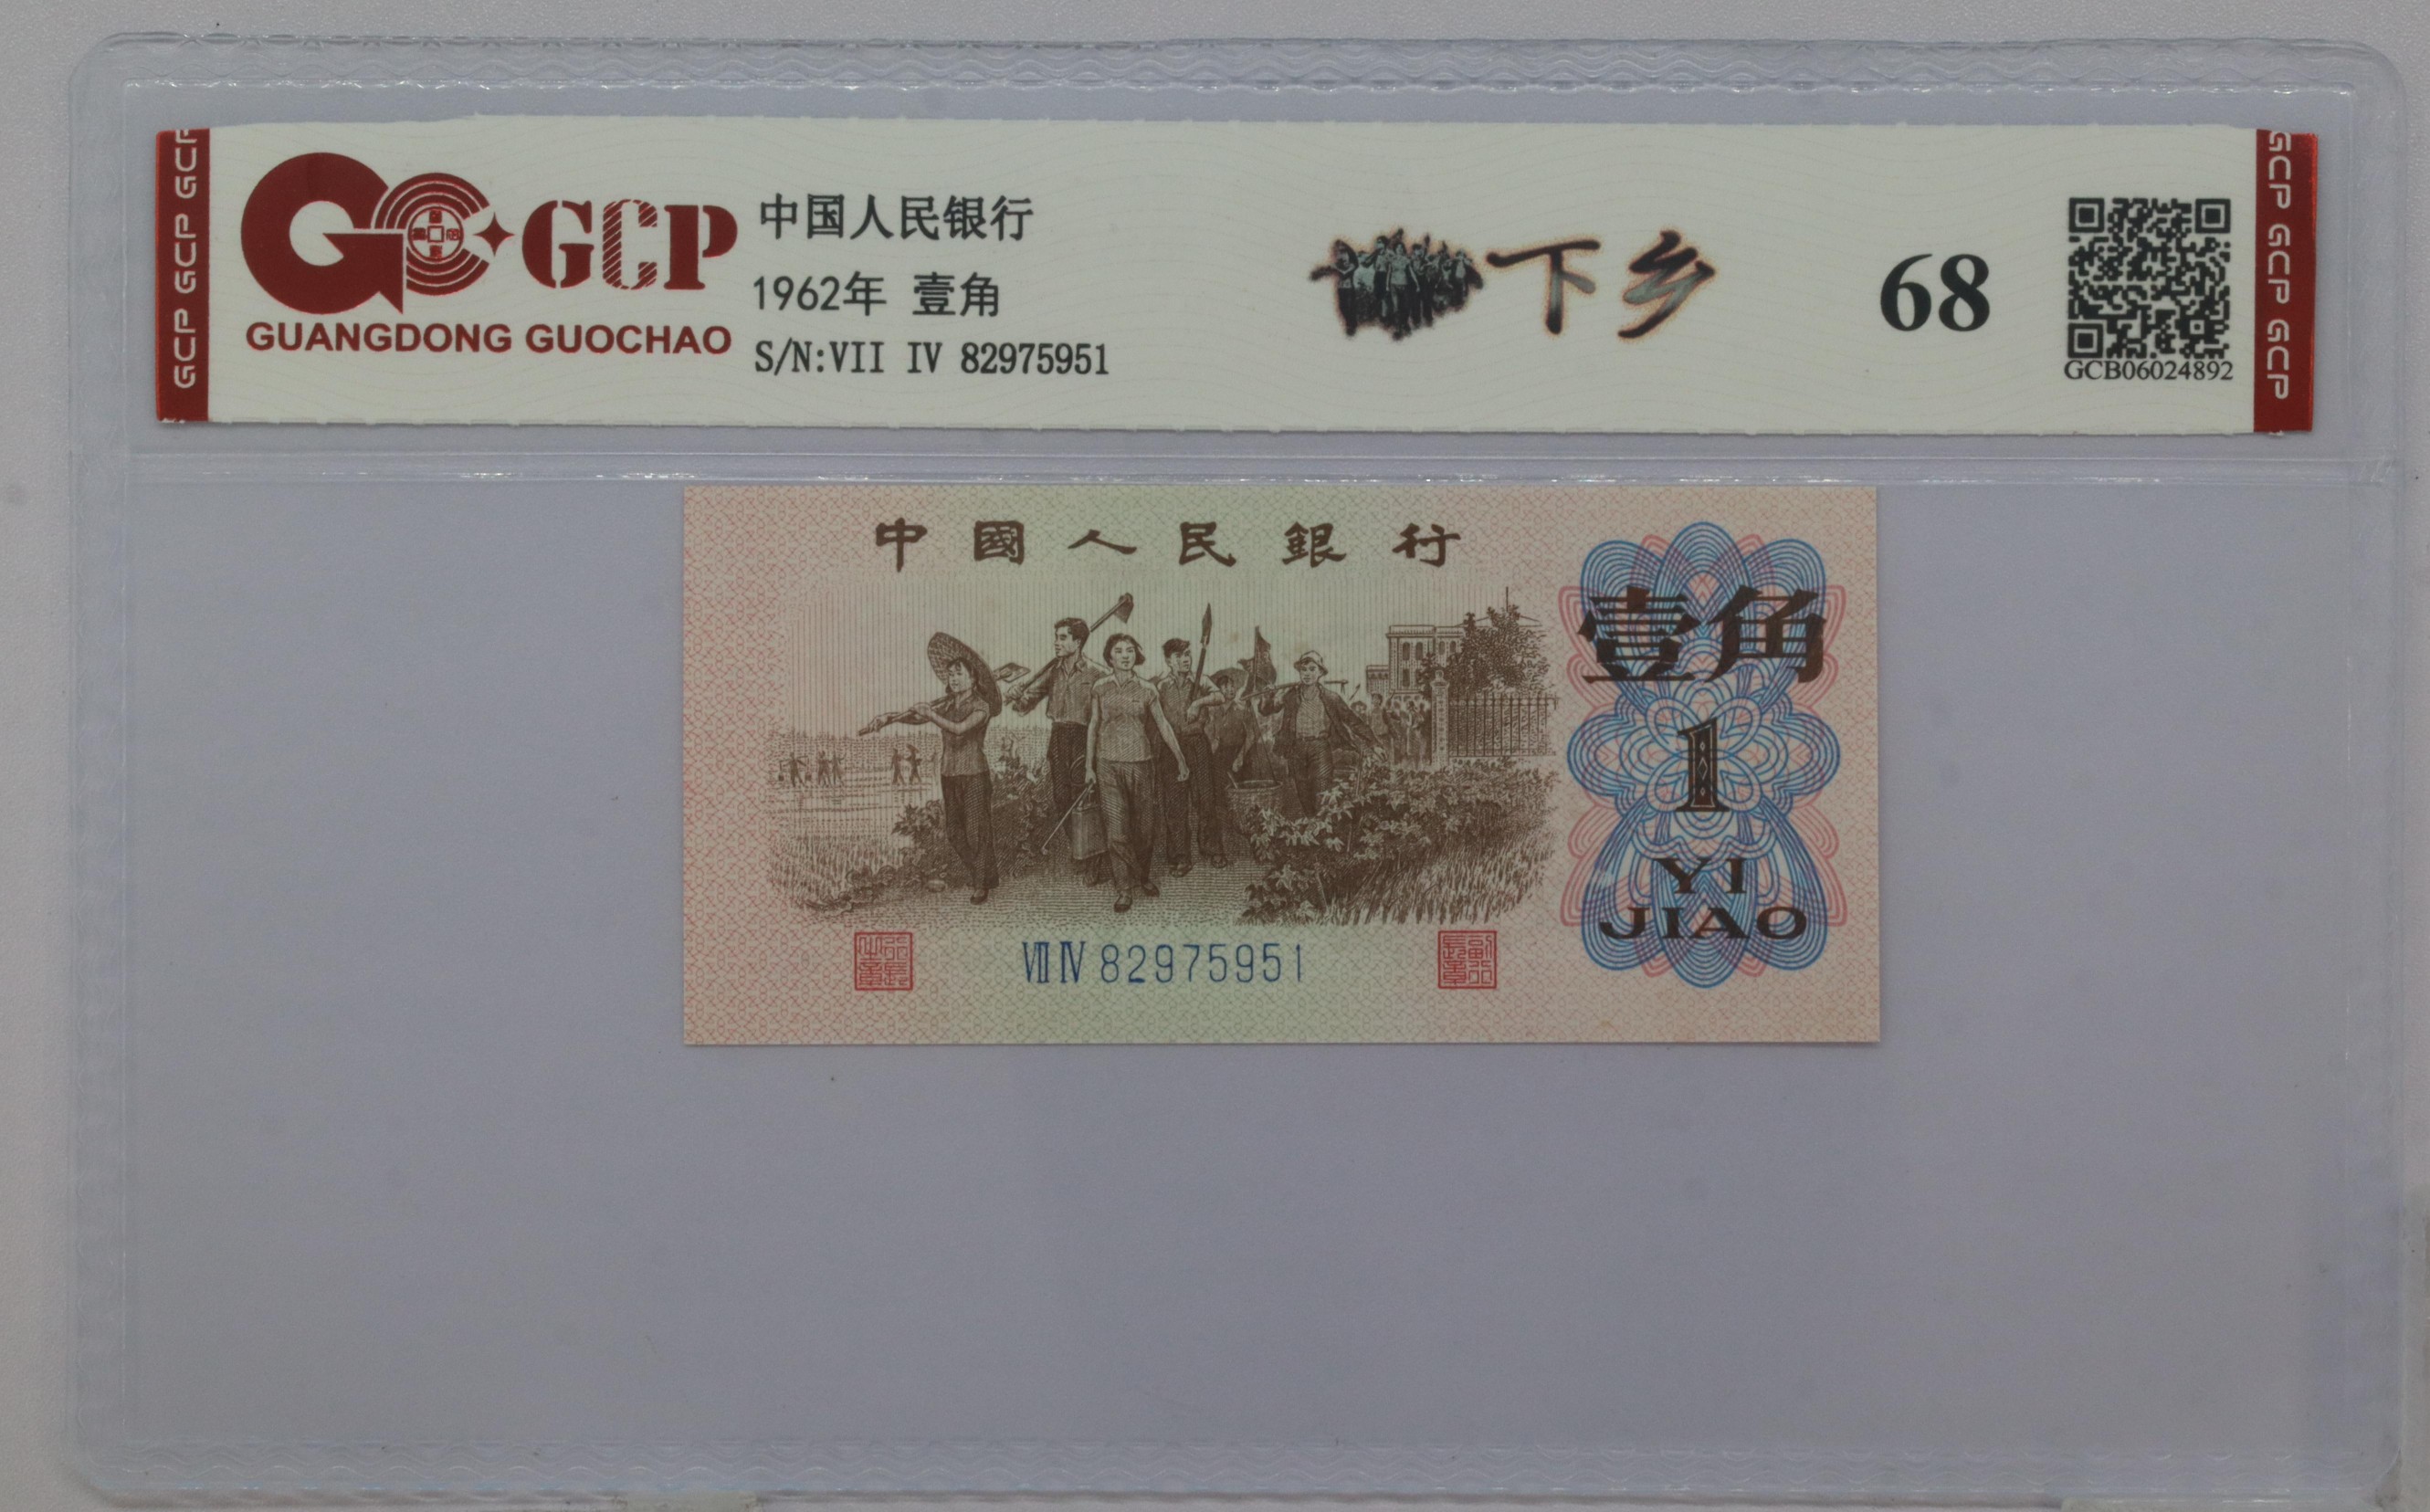 GCP GCP GCP
GCP
GUANGDONG GUOCHAO
中国人民银行
1962年 壹角
S/N:VII IV 82975951
下乡
68
GCB06024892
GCP GCP GCP
中國人民銀行
壹角
1
YI
JIAO
VII IV 82975951